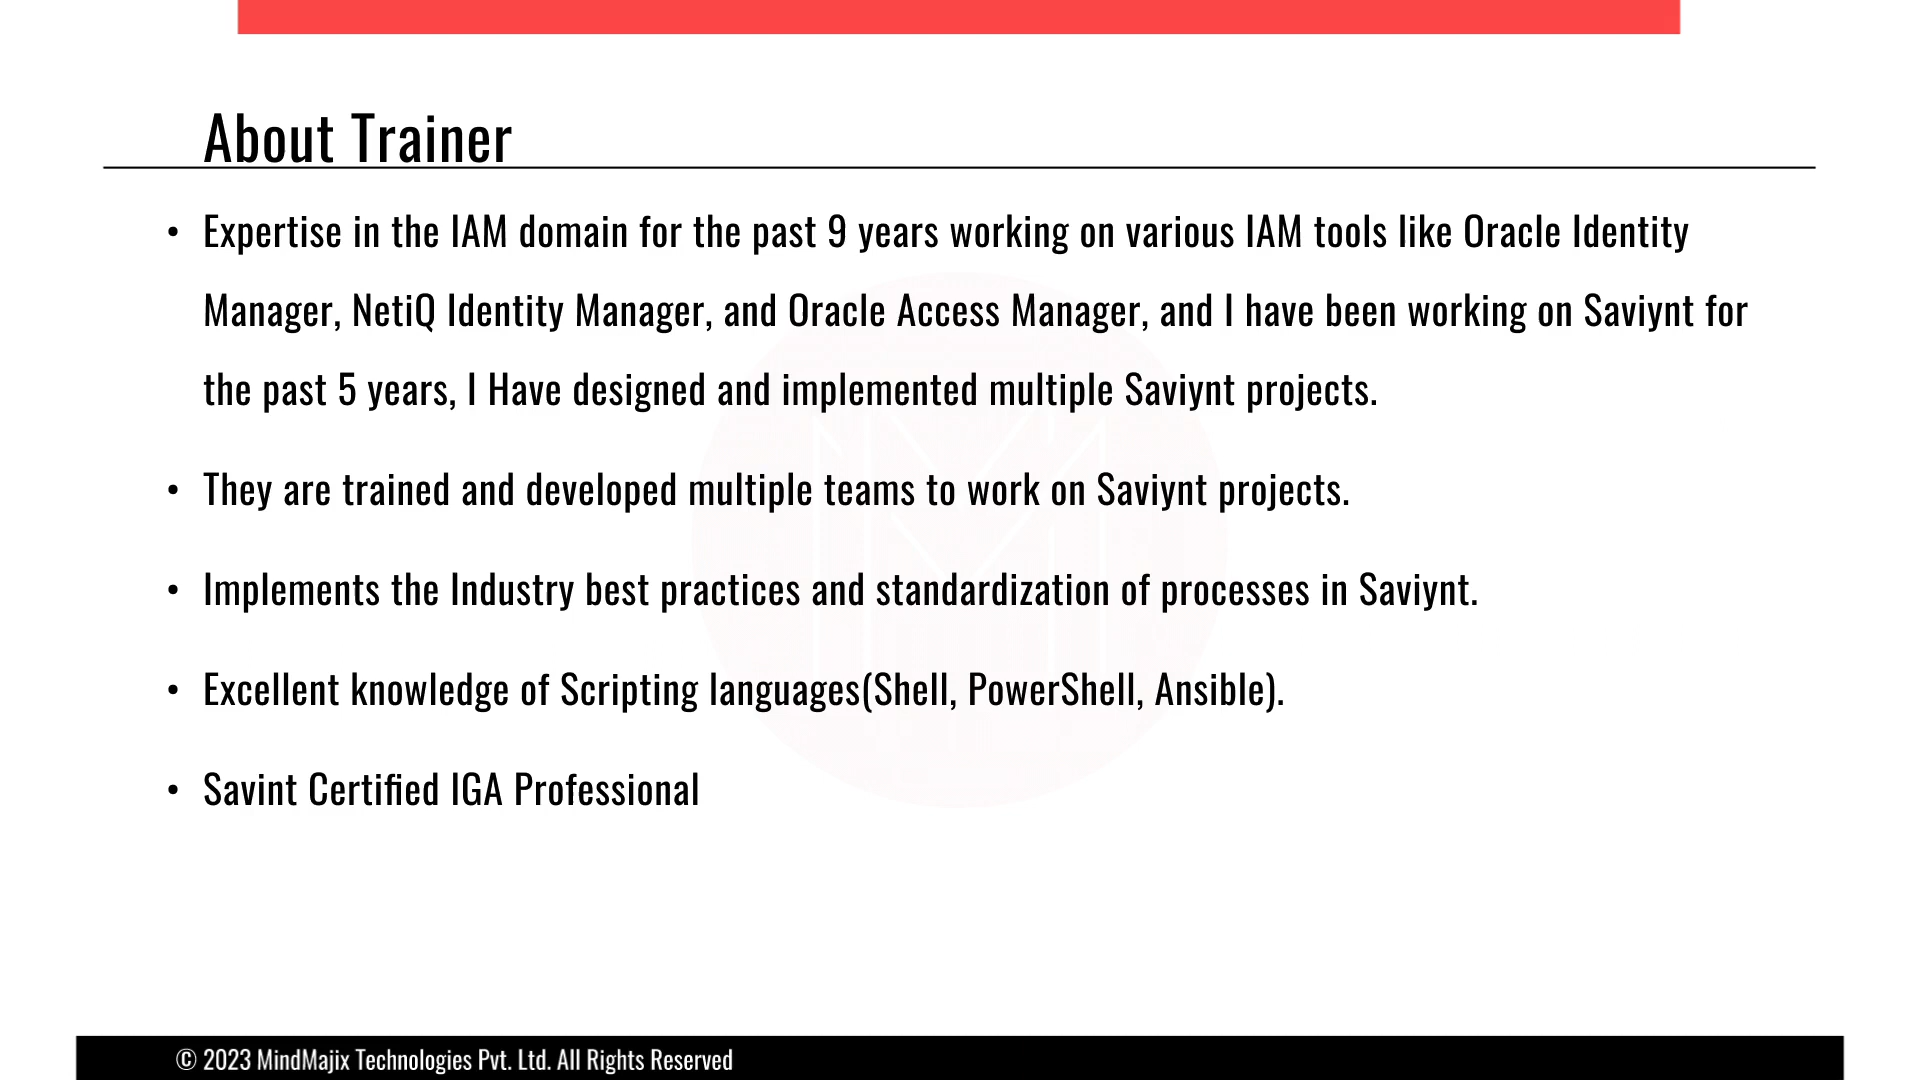 About Trainer
• Expertise in the IAM domain for the past 9 years working on various IAM tools like Oracle Identity
Manager, NetiQ Identity Manager, and Oracle Access Manager, and I have been working on Saviynt for
the past 5 years, I Have designed and implemented multiple Saviynt projects.
• They are trained and developed multiple teams to work on Saviynt projects.
• Implements the Industry best practices and standardization of processes in Saviynt.
• Excellent knowledge of Scripting languages(Shell, PowerShell, Ansible).
• Savint Certified IGA Professional
© 2023 MindMajix Technologies Pvt. Ltd. All Rights Reserved